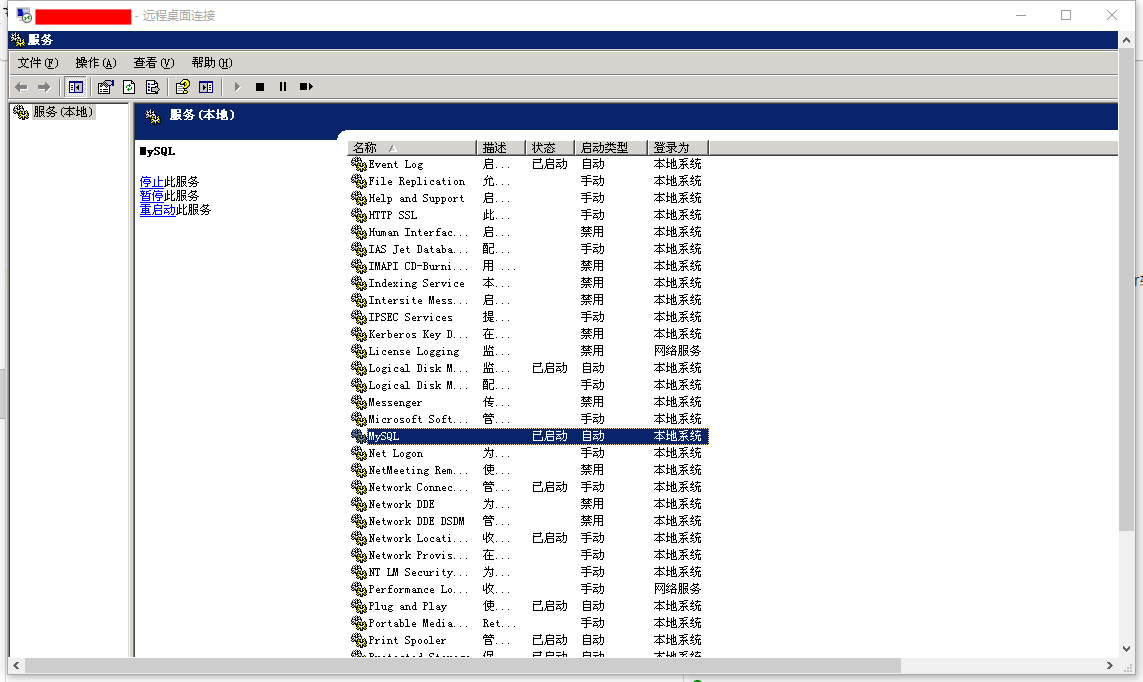 - 远程桌面连接
服务
文件(F) 操作(A) 查看(V) 帮助(H)
服务(本地)
服务(本地)
MySQL
停止此服务
暂停此服务
重启动此服务
名称 描述 状态 启动类型 登录为
Event Log 启... 已启动 自动 本地系统
File Replication 允... 手动 本地系统
Help and Support 启... 手动 本地系统
HTTP SSL 此... 手动 本地系统
Human Interfac... 启... 禁用 本地系统
IAS Jet Databa... 配... 手动 本地系统
IMAPI CD-Burni... 用 ... 禁用 本地系统
Indexing Service 本... 禁用 本地系统
Intersite Mess... 启... 禁用 本地系统
IPSEC Services 提... 手动 本地系统
Kerberos Key D... 在... 禁用 本地系统
License Logging 监... 禁用 网络服务
Logical Disk M... 监... 已启动 自动 本地系统
Logical Disk M... 配... 手动 本地系统
Messenger 传... 禁用 本地系统
Microsoft Soft... 管... 手动 本地系统
MySQL 已启动 自动 本地系统
Net Logon 为... 手动 本地系统
NetMeeting Rem... 使... 禁用 本地系统
Network Connec... 管... 已启动 手动 本地系统
Network DDE 为... 禁用 本地系统
Network DDE DSDM 管... 禁用 本地系统
Network Locati... 收... 已启动 手动 本地系统
Network Provis... 在... 手动 本地系统
NT LM Security... 为... 手动 本地系统
Performance Lo... 收... 手动 网络服务
Plug and Play 使... 已启动 自动 本地系统
Portable Media... Ret... 手动 本地系统
Print Spooler 管... 已启动 自动 本地系统
Protected Storage 保... 已启动 自动 本地系统